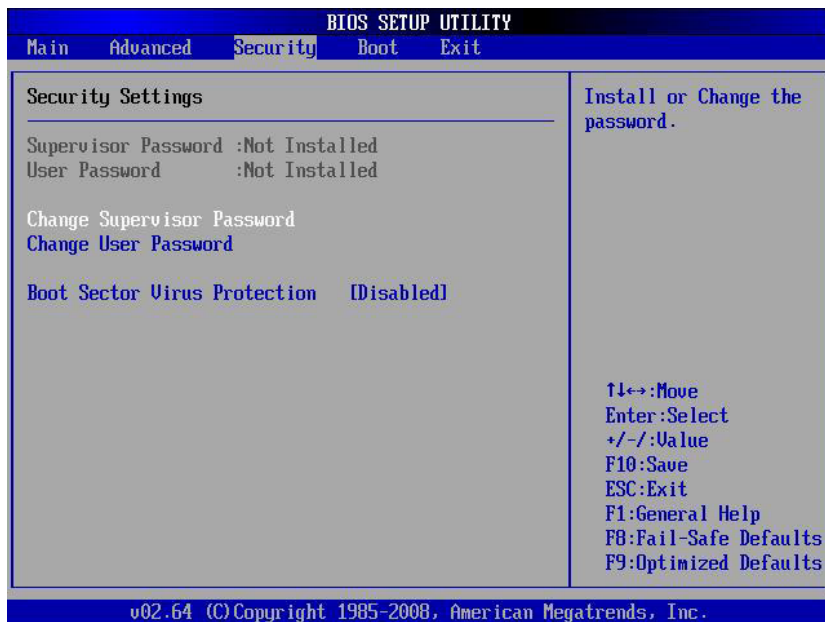 BIOS SETUP UTILITY
Main Advanced Security Boot Exit
Security Settings
Supervisor Password :Not Installed
User Password :Not Installed
Change Supervisor Password
Change User Password
Boot Sector Virus Protection [Disabled]
Install or Change the
password.
↑↓←→:Move
Enter:Select
+/-/:Value
F10:Save
ESC:Exit
F1:General Help
F8:Fail-Safe Defaults
F9:Optimized Defaults
v02.64 (C)Copyright 1985-2008, American Megatrends, Inc.